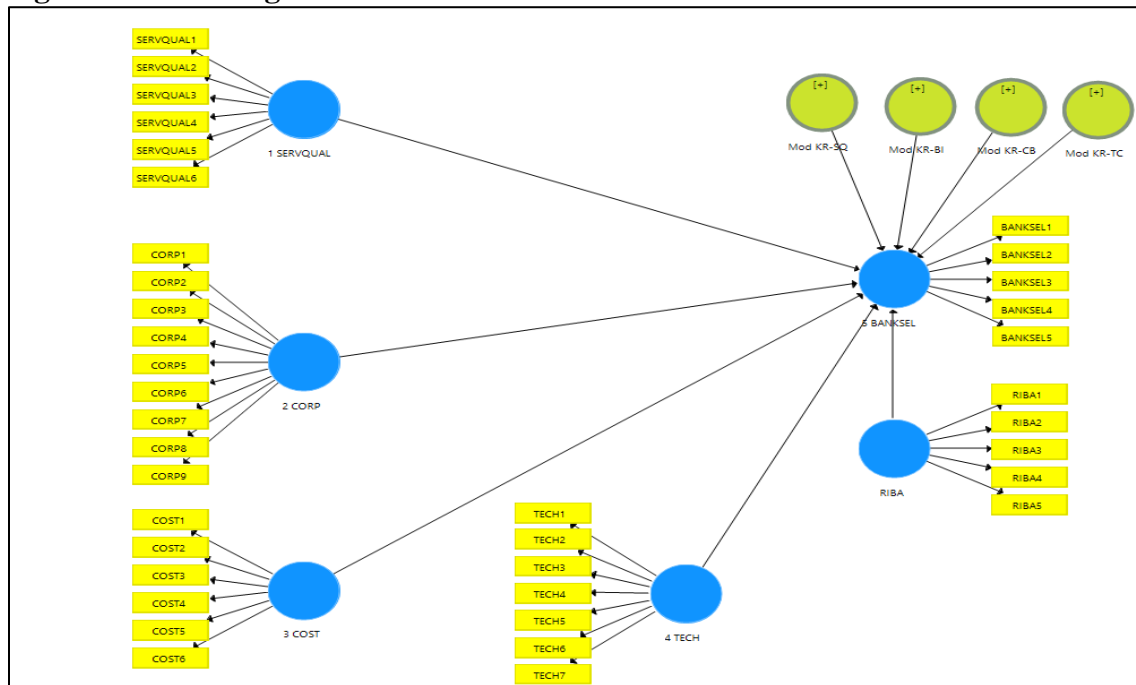 SERVQUAL1
SERVQUAL2
SERVQUAL3
SERVQUAL4
SERVQUAL5
SERVQUAL6
1 SERVQUAL
[+]
[+]
[+]
[+]
Mod KR-SQ
Mod KR-BI
Mod KR-CB
Mod KR-TC
CORP1
CORP2
CORP3
CORP4
CORP5
CORP6
CORP7
CORP8
CORP9
2 CORP
BANKSEL1
BANKSEL2
BANKSEL3
BANKSEL4
BANKSEL5
5 BANKSEL
RIBA1
RIBA2
RIBA3
RIBA4
RIBA5
RIBA
COST1
COST2
COST3
COST4
COST5
COST6
3 COST
TECH1
TECH2
TECH3
TECH4
TECH5
TECH6
TECH7
4 TECH